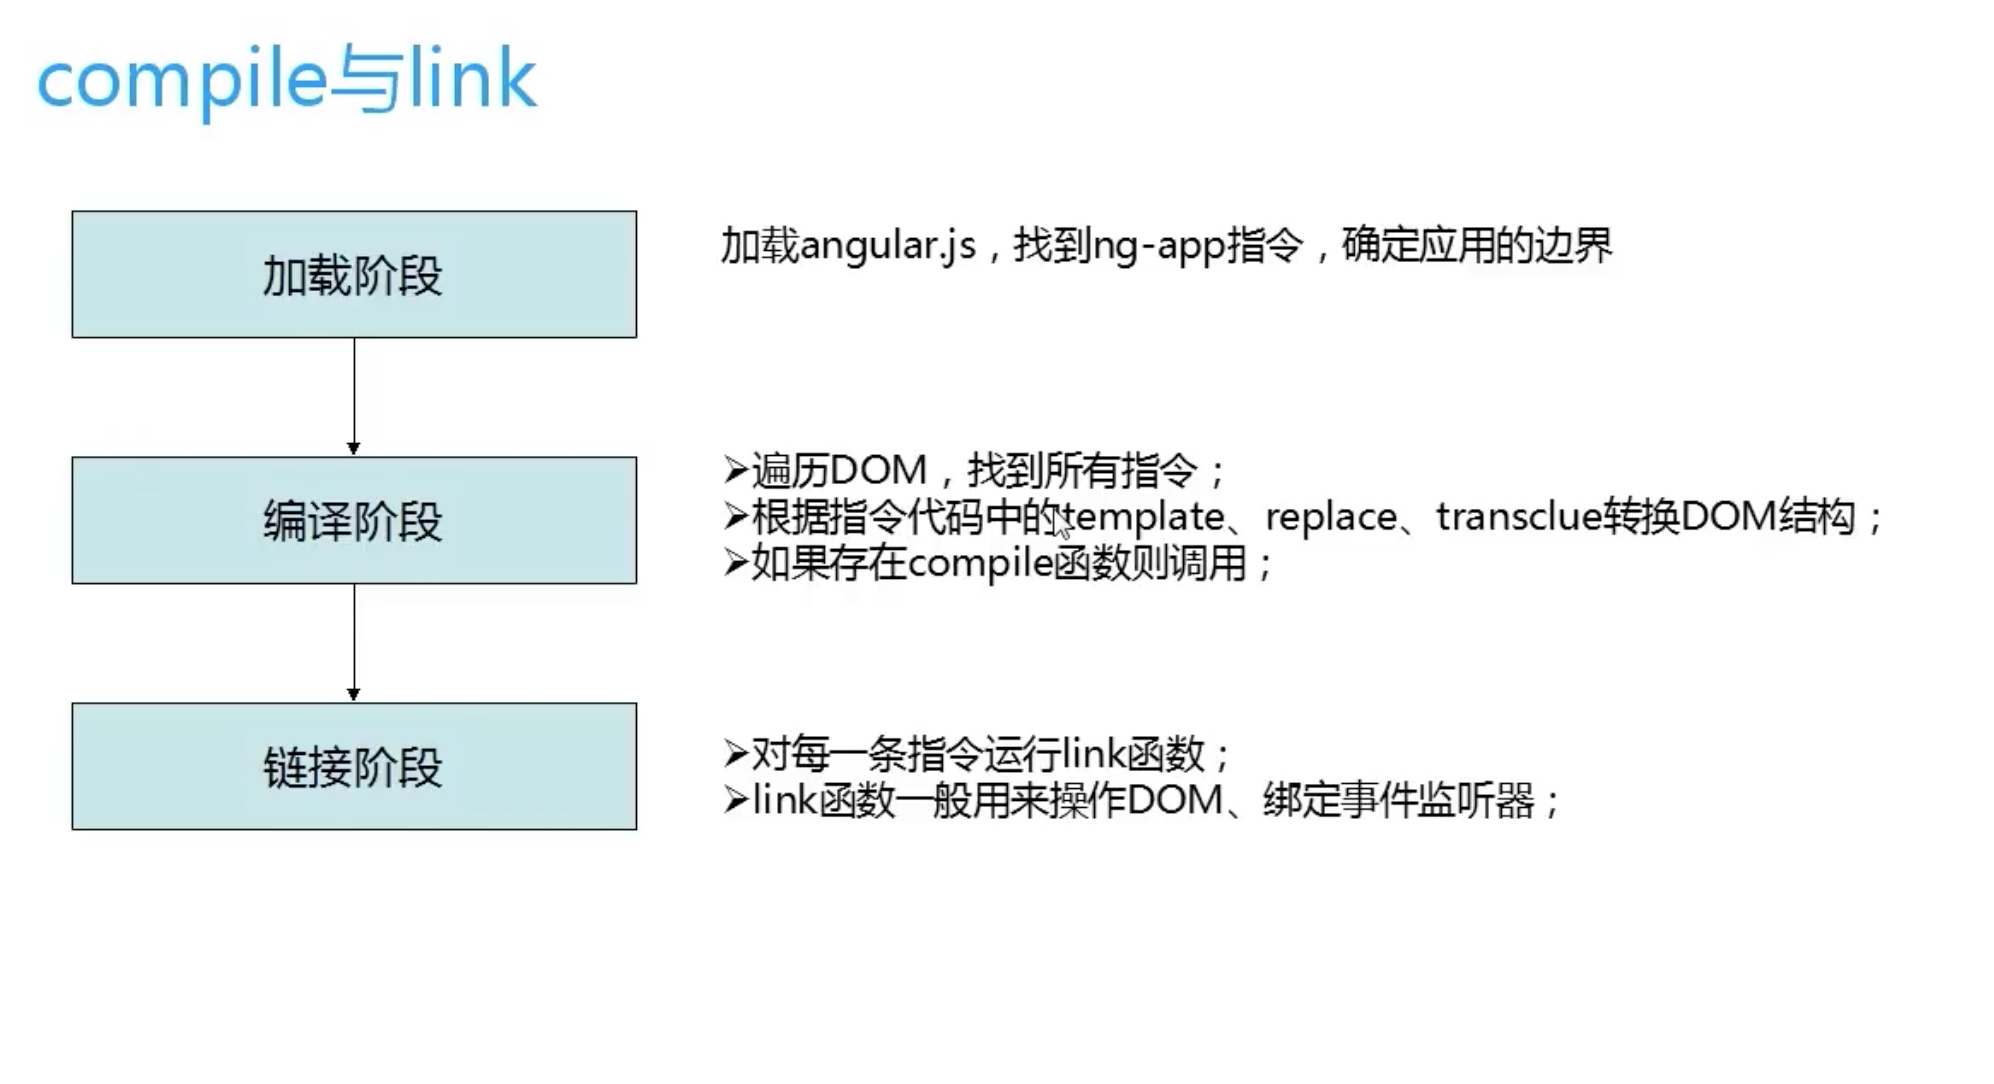 compile与link
加载阶段
加载angular.js，找到ng-app指令，确定应用的边界
编译阶段
➢遍历DOM，找到所有指令；
➢根据指令代码中的template、replace、transclue转换DOM结构；
➢如果存在compile函数则调用；
链接阶段
➢对每一条指令运行link函数；
➢link函数一般用来操作DOM、绑定事件监听器；